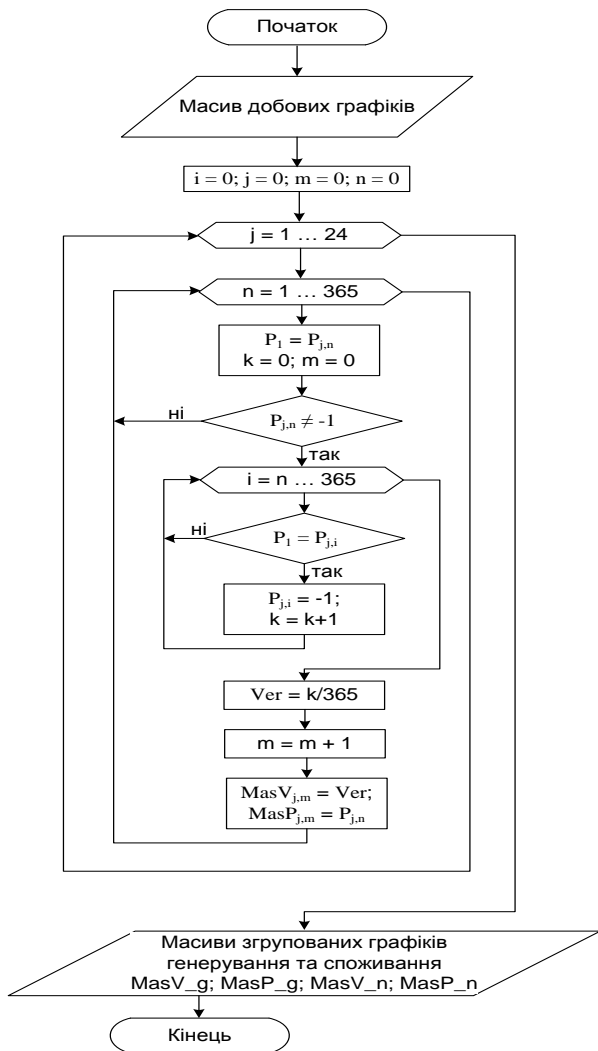 Початок
Масив добових графіків
i = 0; j = 0; m = 0; n = 0
j = 1 ... 24
n = 1 ... 365
P₁ = Pⱼ,ₙ
k = 0; m = 0
ні
Pⱼ,ₙ ≠ -1
так
i = n ... 365
ні
P₁ = Pⱼ,ᵢ
так
Pⱼ,ᵢ = -1;
k = k+1
Ver = k/365
m = m + 1
MasVⱼ,ₘ = Ver;
MasPⱼ,ₘ = Pⱼ,ₙ
Масиви згрупованих графіків
генерування та споживання
MasV_g; MasP_g; MasV_n; MasP_n
Кінець